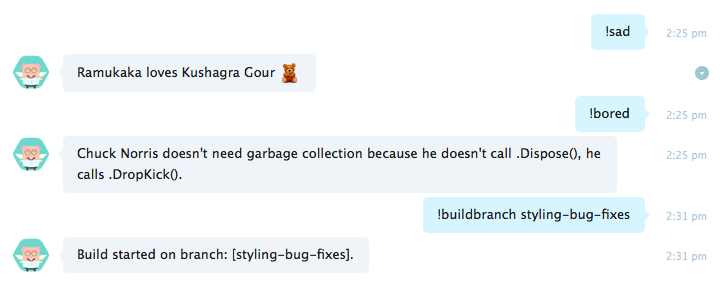 !sad
2:25 pm
Ramukaka loves Kushagra Gour 🧸
!bored
2:25 pm
Chuck Norris doesn't need garbage collection because he doesn't call .Dispose(), he
calls .DropKick().
2:25 pm
!buildbranch styling-bug-fixes
2:31 pm
Build started on branch: [styling-bug-fixes].
2:31 pm